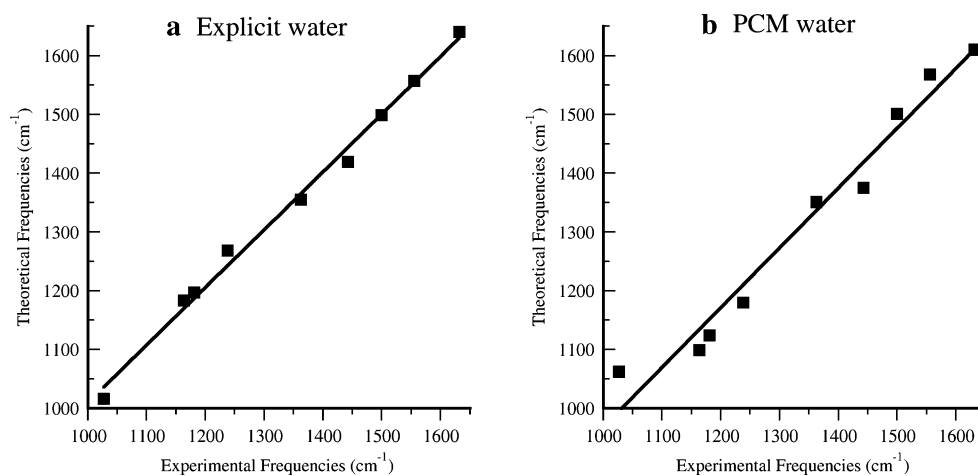 a Explicit water
1600
1500
1400
1300
1200
1100
1000
Theoretical Frequencies (cm⁻¹)
1000 1100 1200 1300 1400 1500 1600
Experimental Frequencies (cm⁻¹)
b PCM water
1600
1500
1400
1300
1200
1100
1000
Theoretical Frequencies (cm⁻¹)
1000 1100 1200 1300 1400 1500 1600
Experimental Frequencies (cm⁻¹)